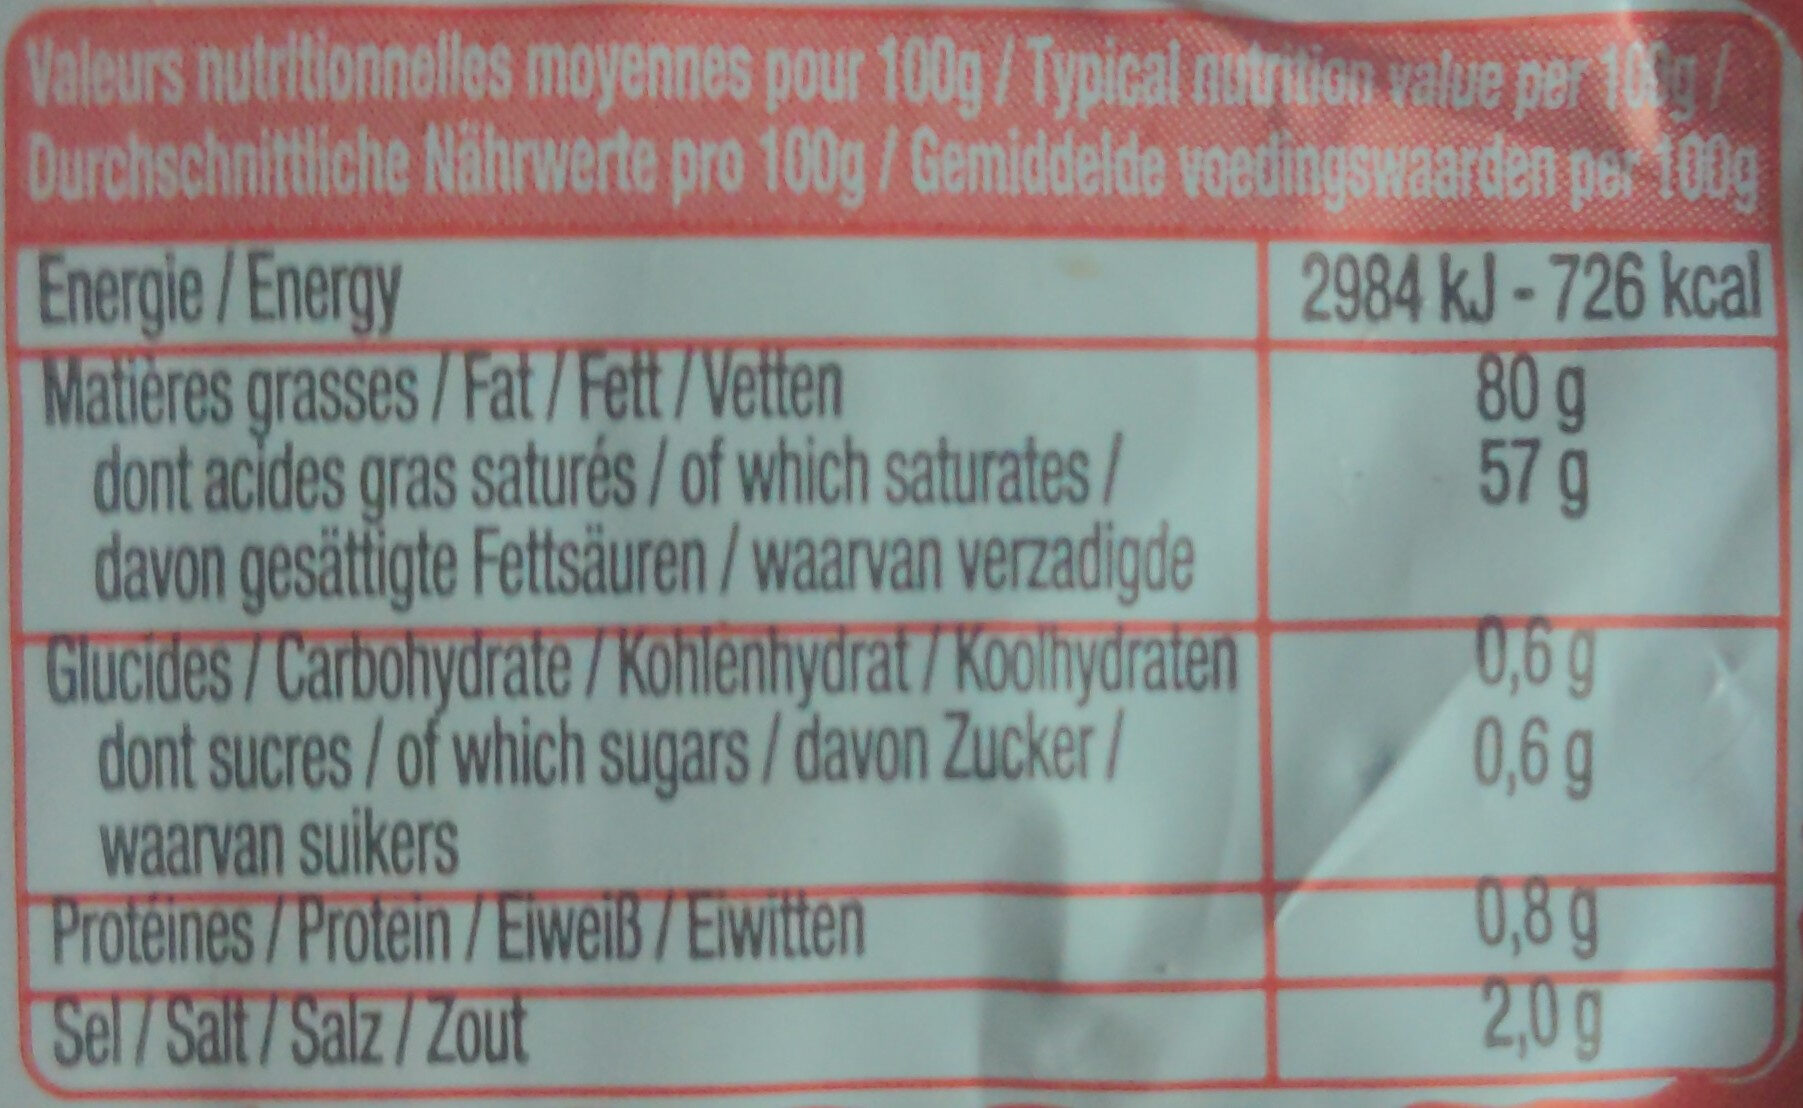 Valeurs nutritionnelles moyennes pour 100g / Typical nutrition value per 100g /
Durchschnittliche Nährwerte pro 100g / Gemiddelde voedingswaarden per 100g
Energie / Energy 2984 kJ - 726 kcal
Matières grasses / Fat / Fett / Vetten 80 g
dont acides gras saturés / of which saturates / 57 g
davon gesättigte Fettsäuren / waarvan verzadigde
Glucides / Carbohydrate / Kohlenhydrat / Koolhydraten 0,6 g
dont sucres / of which sugars / davon Zucker / 0,6 g
waarvan suikers
Protéines / Protein / Eiweiß / Eiwitten 0,8 g
Sel / Salt / Salz / Zout 2,0 g